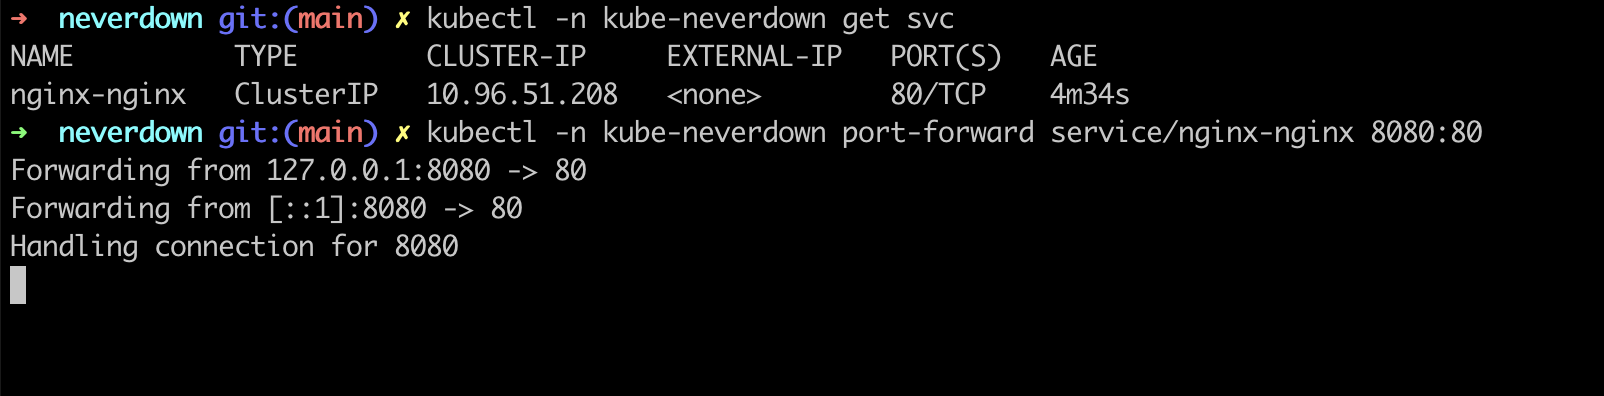 ➜  neverdown git:(main) ✗ kubectl -n kube-neverdown get svc
NAME          TYPE        CLUSTER-IP     EXTERNAL-IP   PORT(S)   AGE
nginx-nginx   ClusterIP   10.96.51.208   <none>        80/TCP    4m34s
➜  neverdown git:(main) ✗ kubectl -n kube-neverdown port-forward service/nginx-nginx 8080:80
Forwarding from 127.0.0.1:8080 -> 80
Forwarding from [::1]:8080 -> 80
Handling connection for 8080